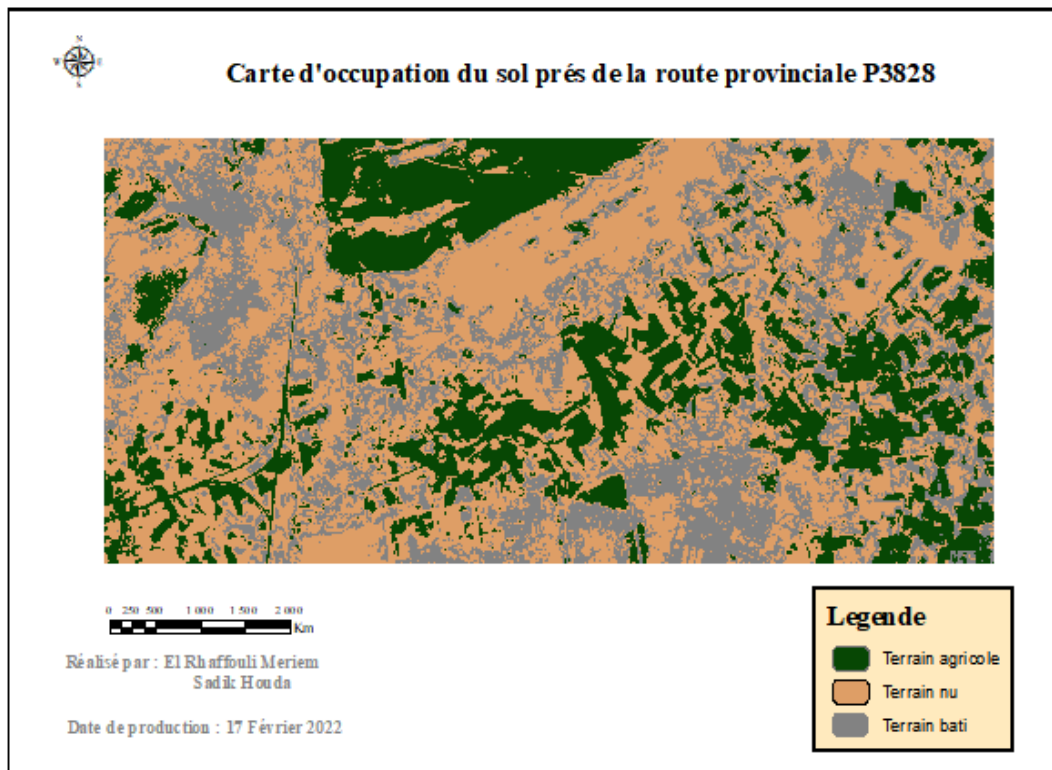 N
W E
S
Carte d'occupation du sol prés de la route provinciale P3828
0 250 500 1 000 1 500 2 000
Km
Réalisé par : El Rhaffouli Meriem
Sadik Houda
Date de production : 17 Février 2022
Legende
Terrain agricole
Terrain nu
Terrain bati